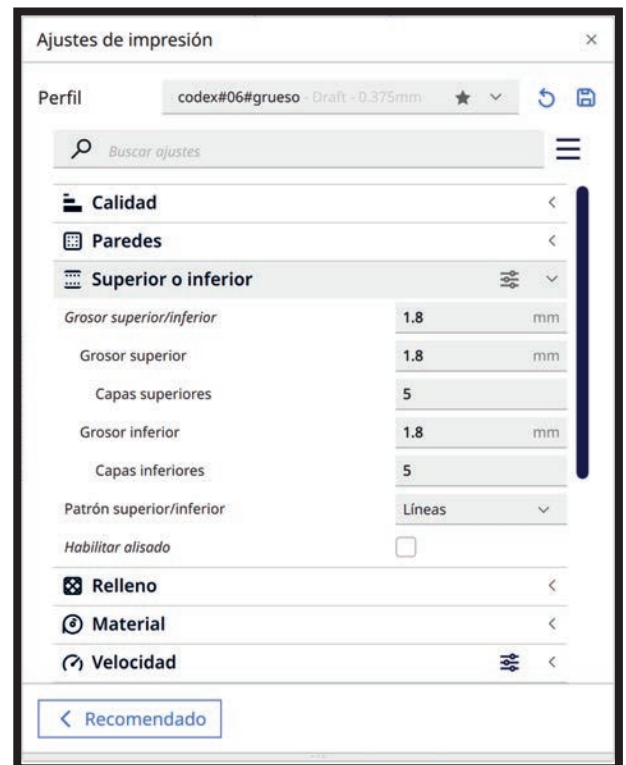 Ajustes de impresión
Perfil codex#06#grueso - Draft - 0.375mm
Buscar ajustes
Calidad
Paredes
Superior o inferior
Grosor superior/inferior 1.8 mm
Grosor superior 1.8 mm
Capas superiores 5
Grosor inferior 1.8 mm
Capas inferiores 5
Patrón superior/inferior Líneas
Habilitar alisado
Relleno
Material
Velocidad
Recomendado